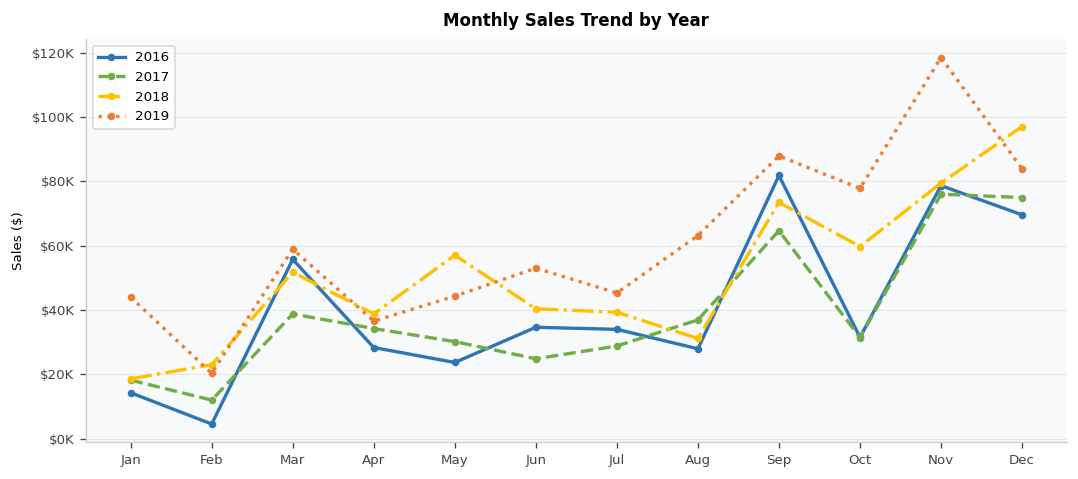 Monthly Sales Trend by Year
$120K
$100K
$80K
$60K
$40K
$20K
$0K
Sales ($)
2016
2017
2018
2019
Jan Feb Mar Apr May Jun Jul Aug Sep Oct Nov Dec